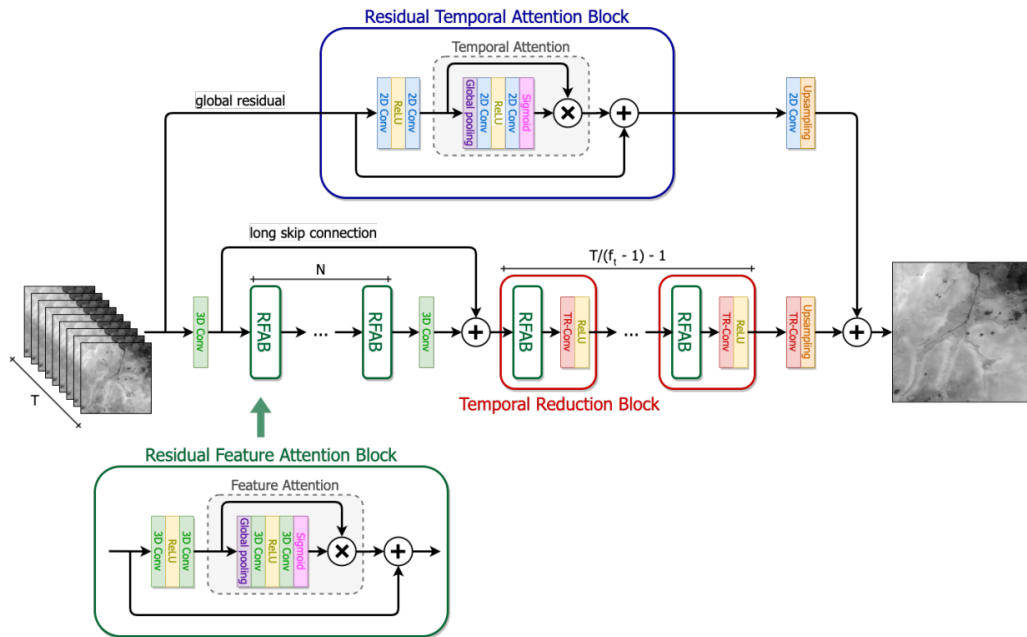 Residual Temporal Attention Block
Temporal Attention
global residual
2D Conv
ReLU
2D Conv
Global pooling
2D Conv
ReLU
2D Conv
Sigmoid
×
+
2D Conv
Upsampling
long skip connection
N
T/(f_t - 1) - 1
T
3D Conv
RFAB
...
RFAB
3D Conv
+
RFAB
TR-Conv
ReLU
...
RFAB
TR-Conv
ReLU
TR-Conv
Upsampling
+
Temporal Reduction Block
Residual Feature Attention Block
Feature Attention
3D Conv
ReLU
3D Conv
Global pooling
3D Conv
ReLU
3D Conv
Sigmoid
×
+